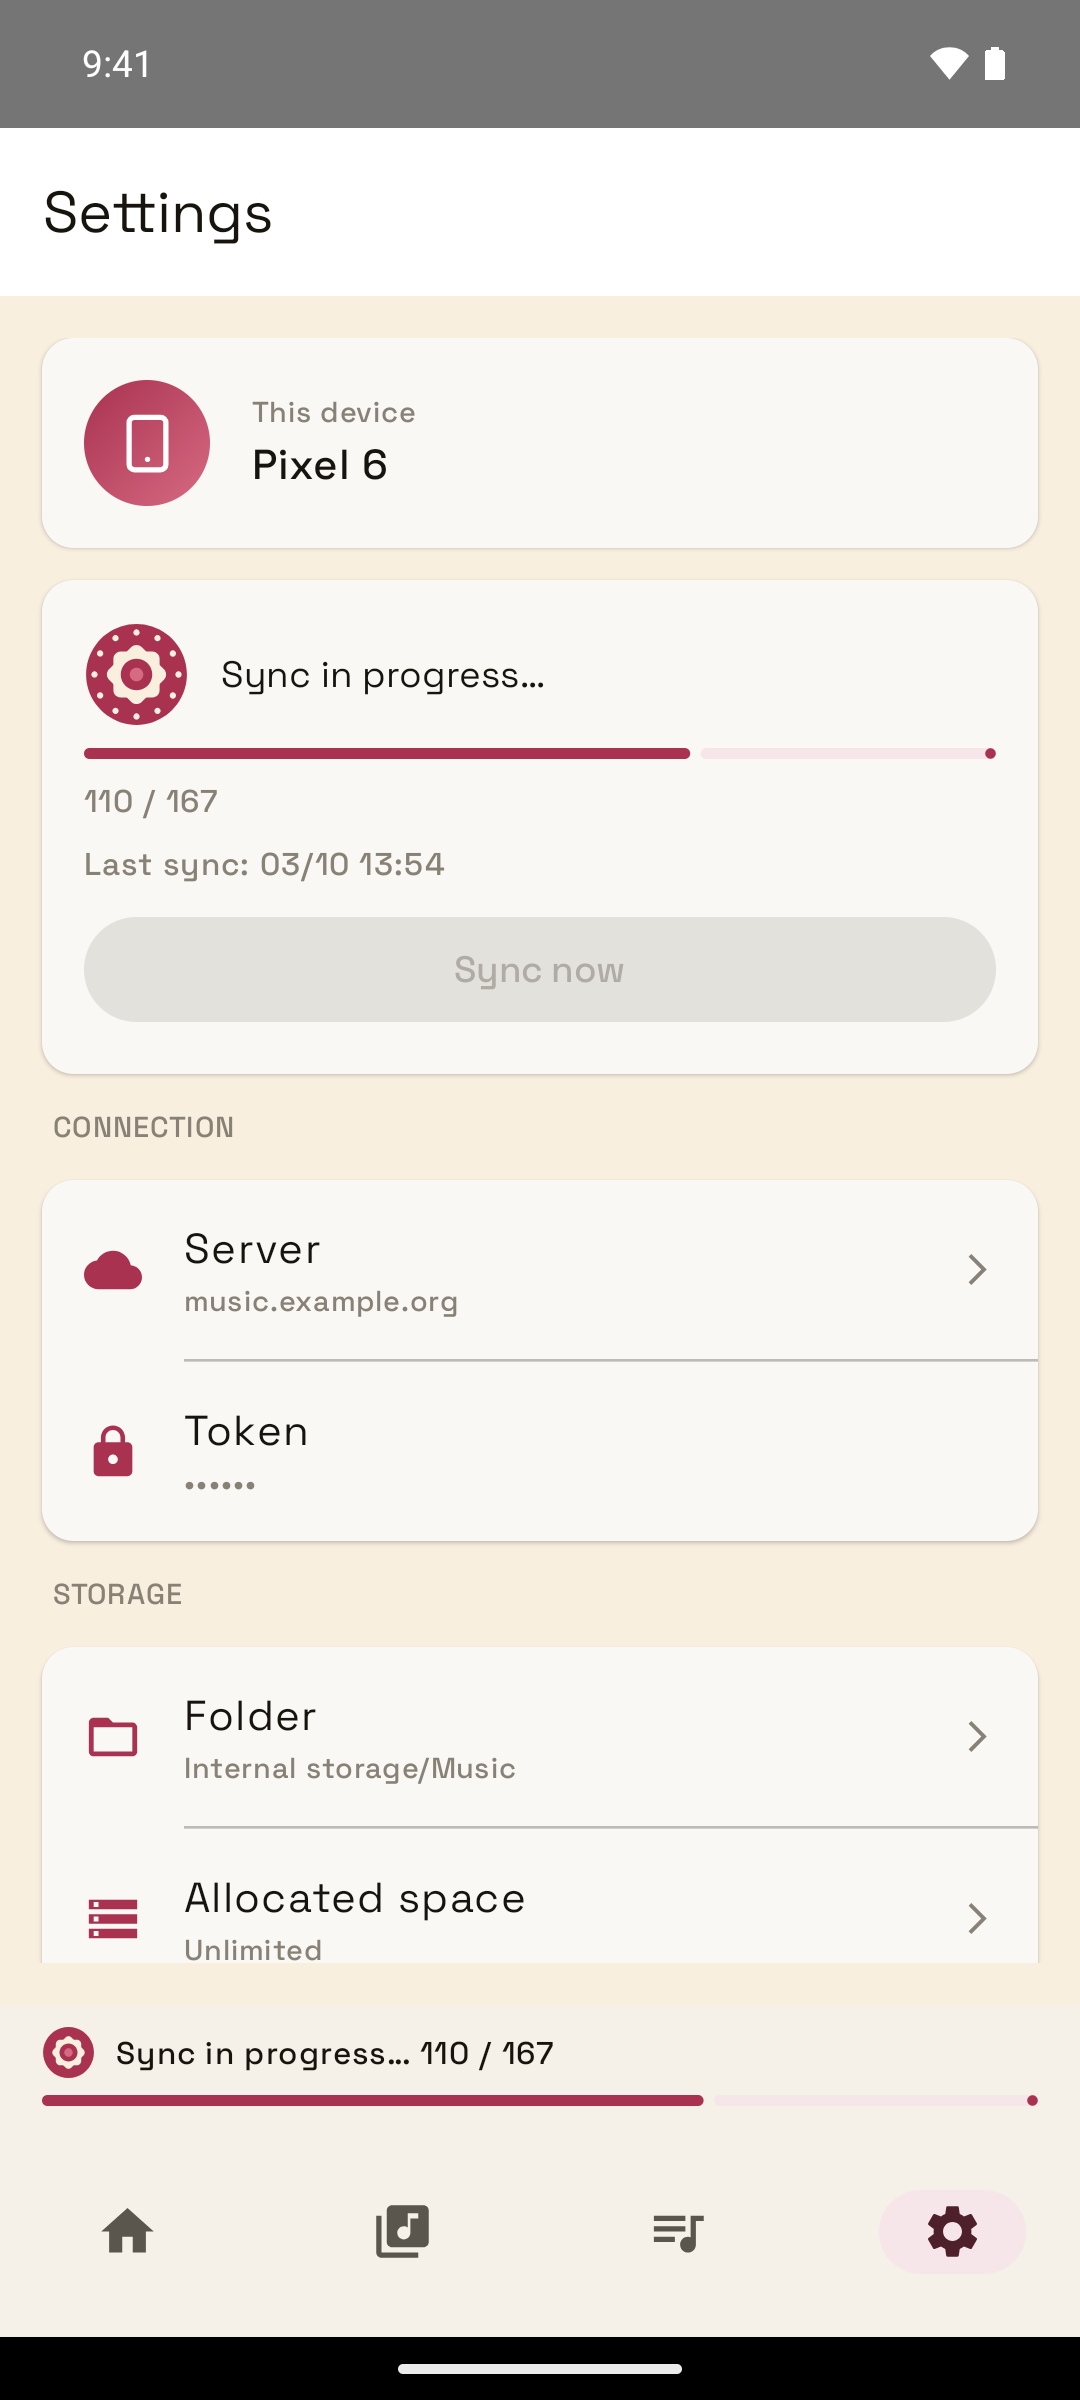 9:41
Settings
This device
Pixel 6
Sync in progress...
110 / 167
Last sync: 03/10 13:54
Sync now
CONNECTION
Server
music.example.org
Token
••••••
STORAGE
Folder
Internal storage/Music
Allocated space
Unlimited
Sync in progress... 110 / 167